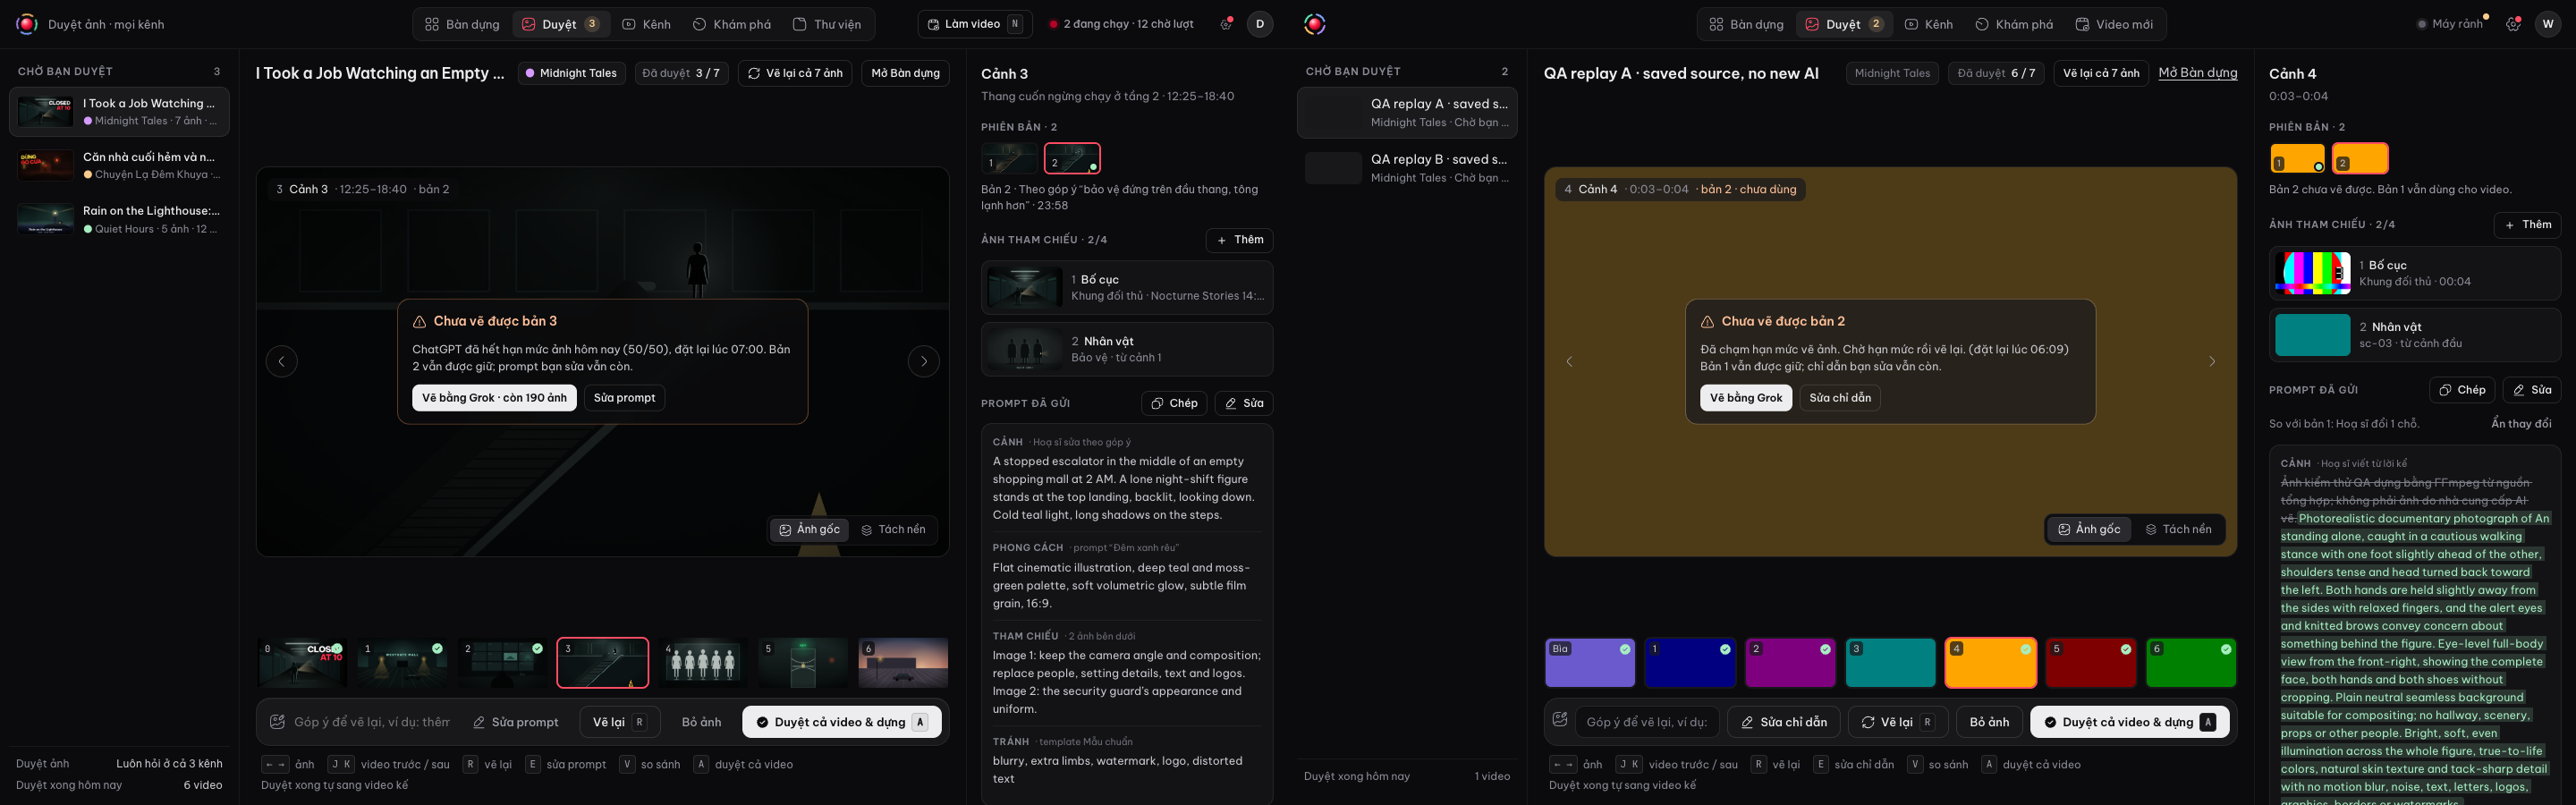 Duyệt ảnh · mọi kênh
Bàn dựng
Duyệt 3
Kênh
Khám phá
Thư viện
Làm video N
2 đang chạy · 12 chờ lượt
D
CHỜ BẠN DUYỆT 3
I Took a Job Watching ...
Midnight Tales · 7 ảnh · ...
Căn nhà cuối hẻm và n...
Chuyện Lạ Đêm Khuya ·...
Rain on the Lighthouse:...
Quiet Hours · 5 ảnh · 12 ...
Duyệt ảnh Luôn hỏi ở cả 3 kênh
Duyệt xong hôm nay 6 video
I Took a Job Watching an Empty ...
Midnight Tales
Đã duyệt 3 / 7
Vẽ lại cả 7 ảnh
Mở Bàn dựng
3 Cảnh 3 · 12:25–18:40 · bản 2
Chưa vẽ được bản 3
ChatGPT đã hết hạn mức ảnh hôm nay (50/50), đặt lại lúc 07:00. Bản
2 vẫn được giữ; prompt bạn sửa vẫn còn.
Vẽ bằng Grok · còn 190 ảnh
Sửa prompt
Ảnh gốc
Tách nền
0 CLOSED AT 10
1
2
3
4
5
6
Góp ý để vẽ lại, ví dụ: thêm
Sửa prompt
Vẽ lại R
Bỏ ảnh
Duyệt cả video & dựng A
← → ảnh
J K video trước / sau
R vẽ lại
E sửa prompt
V so sánh
A duyệt cả video
Duyệt xong tự sang video kế
Cảnh 3
Thang cuốn ngừng chạy ở tầng 2 · 12:25–18:40
PHIÊN BẢN · 2
1
2
Bản 2 · Theo góp ý “bảo vệ đứng trên đầu thang, tông
lạnh hơn” · 23:58
ẢNH THAM CHIẾU · 2/4
+ Thêm
1 Bố cục
Khung đối thủ · Nocturne Stories 14:...
2 Nhân vật
Bảo vệ · từ cảnh 1
PROMPT ĐÃ GỬI
Chép
Sửa
CẢNH · Hoạ sĩ sửa theo góp ý
A stopped escalator in the middle of an empty
shopping mall at 2 AM. A lone night-shift figure
stands at the top landing, backlit, looking down.
Cold teal light, long shadows on the steps.
PHONG CÁCH · prompt “Đêm xanh rêu”
Flat cinematic illustration, deep teal and moss-
green palette, soft volumetric glow, subtle film
grain, 16:9.
THAM CHIẾU · 2 ảnh bên dưới
Image 1: keep the camera angle and composition;
replace people, setting details, text and logos.
Image 2: the security guard’s appearance and
uniform.
TRÁNH · template Mẫu chuẩn
blurry, extra limbs, watermark, logo, distorted
text
Bàn dựng
Duyệt 2
Kênh
Khám phá
Video mới
Máy rảnh
W
CHỜ BẠN DUYỆT 2
QA replay A · saved s...
Midnight Tales · Chờ bạn ...
QA replay B · saved s...
Midnight Tales · Chờ bạn ...
Duyệt xong hôm nay 1 video
QA replay A · saved source, no new AI
Midnight Tales
Đã duyệt 6 / 7
Vẽ lại cả 7 ảnh
Mở Bàn dựng
4 Cảnh 4 · 0:03–0:04 · bản 2 · chưa dùng
Chưa vẽ được bản 2
Đã chạm hạn mức vẽ ảnh. Chờ hạn mức rồi vẽ lại. (đặt lại lúc 06:09)
Bản 1 vẫn được giữ; chỉ dẫn bạn sửa vẫn còn.
Vẽ bằng Grok
Sửa chỉ dẫn
Ảnh gốc
Tách nền
Bìa
1
2
3
4
5
6
Góp ý để vẽ lại, ví dụ:
Sửa chỉ dẫn
Vẽ lại R
Bỏ ảnh
Duyệt cả video & dựng A
← → ảnh
J K video trước / sau
R vẽ lại
E sửa chỉ dẫn
V so sánh
A duyệt cả video
Duyệt xong tự sang video kế
Cảnh 4
0:03–0:04
PHIÊN BẢN · 2
1
2
Bản 2 chưa vẽ được. Bản 1 vẫn dùng cho video.
ẢNH THAM CHIẾU · 2/4
+ Thêm
1 Bố cục
Khung đối thủ · 00:04
2 Nhân vật
sc-03 · từ cảnh đầu
PROMPT ĐÃ GỬI
Chép
Sửa
So với bản 1: Hoạ sĩ đổi 1 chỗ.
Ẩn thay đổi
CẢNH · Hoạ sĩ viết từ lời kể
Ảnh kiểm thử QA dựng bằng FFmpeg từ nguồn
tổng hợp; không phải ảnh do nhà cung cấp AI
vẽ. Photorealistic documentary photograph of An
standing alone, caught in a cautious walking
stance with one foot slightly ahead of the other,
shoulders tense and head turned back toward
the left. Both hands are held slightly away from
the sides with relaxed fingers, and the alert eyes
and knitted brows convey concern about
something behind the figure. Eye-level full-body
view from the front-right, showing the complete
face, both hands and both shoes without
cropping. Plain neutral seamless background
suitable for compositing; no hallway, scenery,
props or other people. Bright, soft, even
illumination across the whole figure, true-to-life
colors, natural skin texture and tack-sharp detail
with no motion blur, noise, text, letters, logos,
graphics, borders or watermarks.